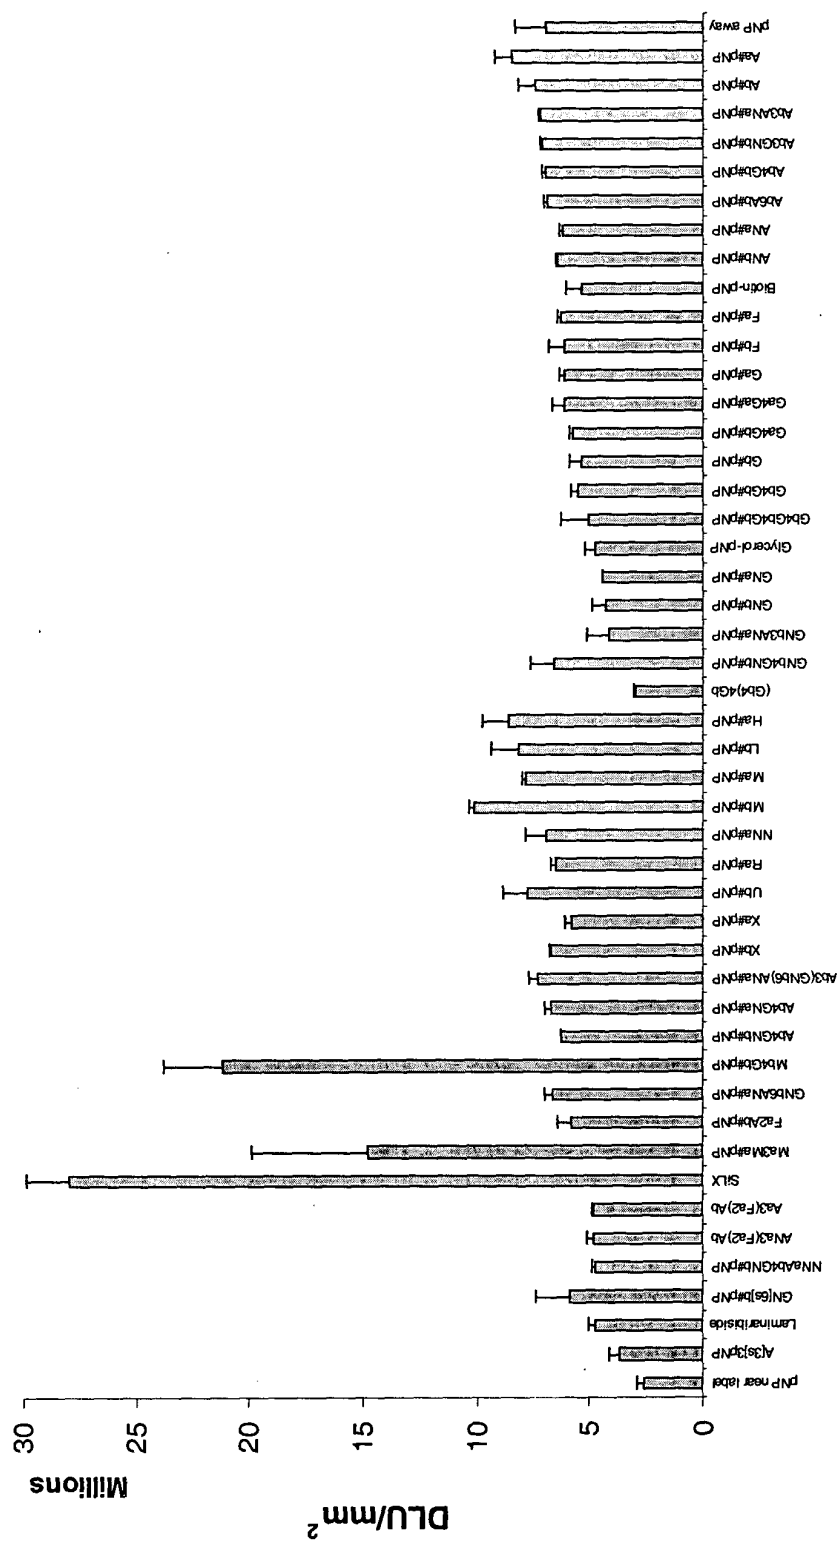 DLU/mm²
Millions
30
25
20
15
10
5
0
pNP near label
A[3s]3pNP
Laminaribiside
GN[6s]b#pNP
NNaAb4GNb#pNP
ANa3(Fa2)Ab
Aa3(Fa2)Ab
SiLX
Ma3Ma#pNP
Fa2Ab#pNP
GNb6ANa#pNP
Mb4Gb#pNP
Ab4GNb#pNP
Ab4GNa#pNP
Ab3(GNb6)ANa#pNP
Xb#pNP
Xa#pNP
Ub#pNP
Ra#pNP
NNa#pNP
Mb#pNP
Ma#pNP
Lb#pNP
Ha#pNP
(Gb4)4Gb
GNb4GNb#pNP
GNb3ANa#pNP
GNb#pNP
GNa#pNP
Glycerol-pNP
Gb4Gb4Gb#pNP
Gb4Gb#pNP
Gb#pNP
Ga4Gb#pNP
Ga4Ga#pNP
Ga#pNP
Fb#pNP
Fa#pNP
Biotin-pNP
ANb#pNP
ANa#pNP
Ab6Ab#pNP
Ab4Gb#pNP
Ab3GNb#pNP
Ab3ANa#pNP
Ab#pNP
Aa#pNP
pNP away